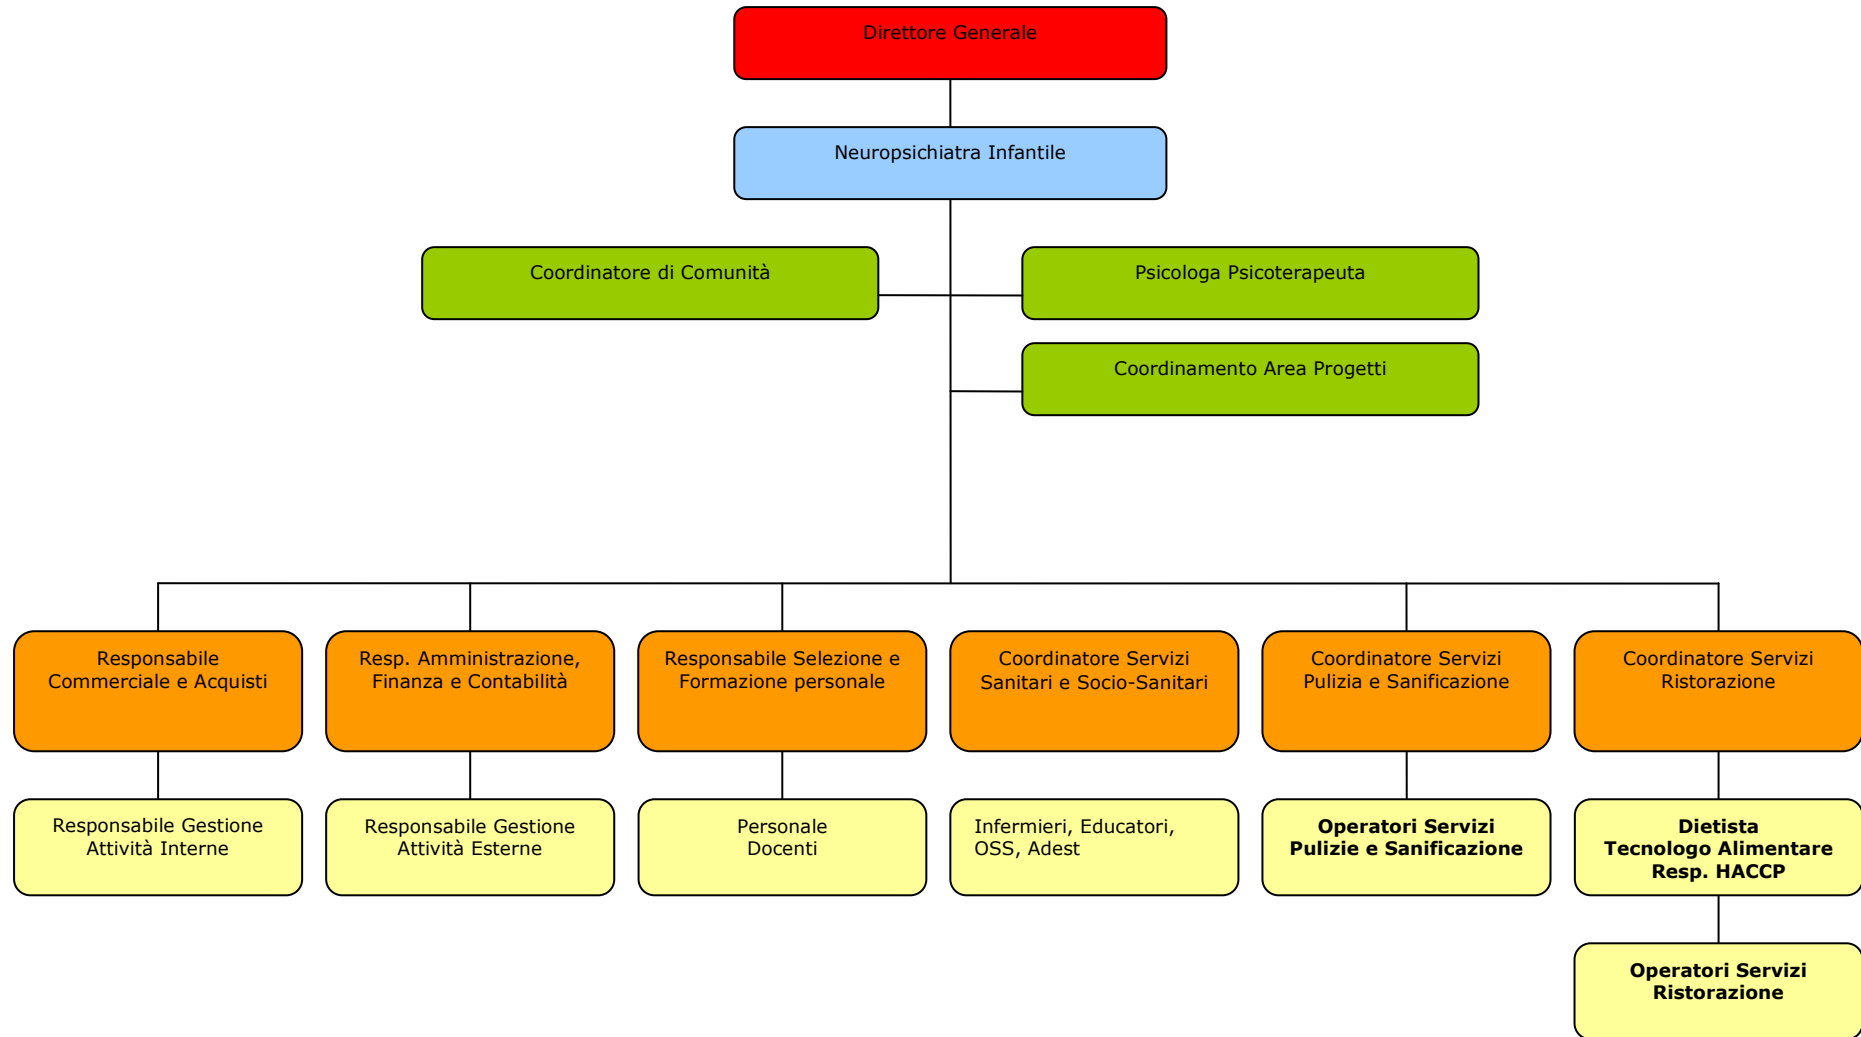 Direttore Generale
Neuropsichiatra Infantile
Coordinatore di Comunità
Psicologa Psicoterapeuta
Coordinamento Area Progetti
Responsabile
Commerciale e Acquisti
Resp. Amministrazione,
Finanza e Contabilità
Responsabile Selezione e
Formazione personale
Coordinatore Servizi
Sanitari e Socio-Sanitari
Coordinatore Servizi
Pulizia e Sanificazione
Coordinatore Servizi
Ristorazione
Responsabile Gestione
Attività Interne
Responsabile Gestione
Attività Esterne
Personale
Docenti
Infermieri, Educatori,
OSS, Adest
Operatori Servizi
Pulizie e Sanificazione
Dietista
Tecnologo Alimentare
Resp. HACCP
Operatori Servizi
Ristorazione